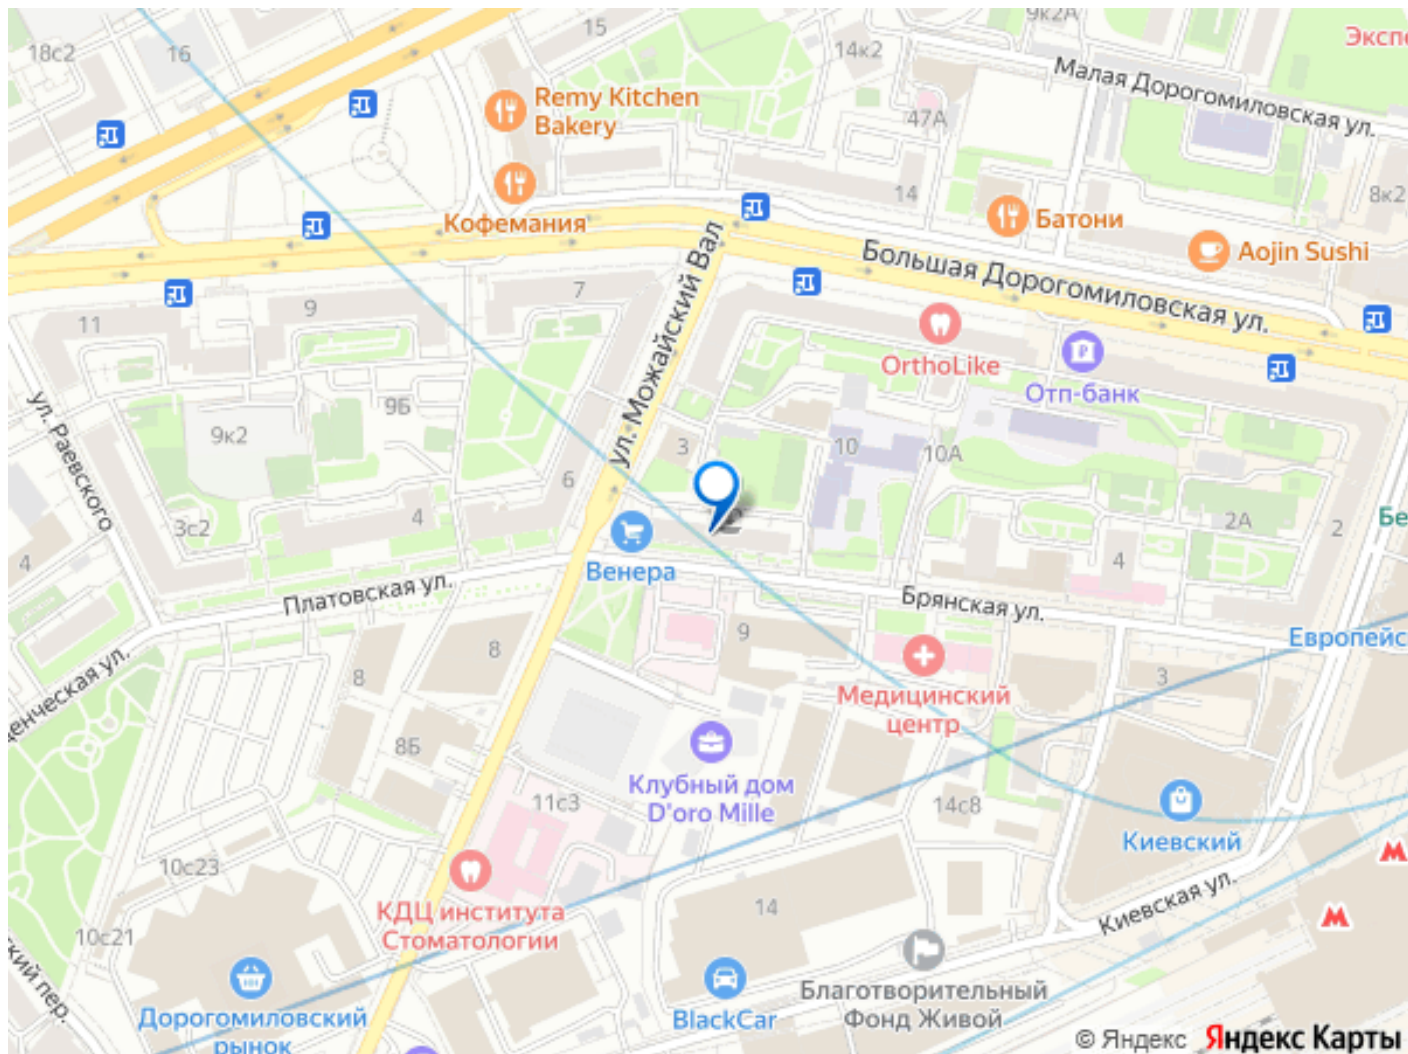 18с2
16
15
14к2
9к2А
Экспо
Малая Дорогомиловская ул.
Remy Kitchen
Bakery
47А
14
8к2
Кофемания
Батони
Aojin Sushi
Большая Дорогомиловская ул.
ул. Можайский Вал
11
9
7
OrthoLike
Отп-банк
ул. Раевского
9Б
9к2
3
10
10А
6
2А
2
Бе
3с2
4
4
2
4
Венера
Платовская ул.
Брянская ул.
Европейс
8
8
9
3
денческая ул.
Медицинский
центр
8Б
Клубный дом
D'oro Mille
11с3
14с8
Киевский
10с23
КДЦ института
Стоматологии
14
Киевская ул.
10с21
ский пер.
Дорогомиловский
рынок
BlackCar
Благотворительный
Фонд Живой
© Яндекс Яндекс Карты